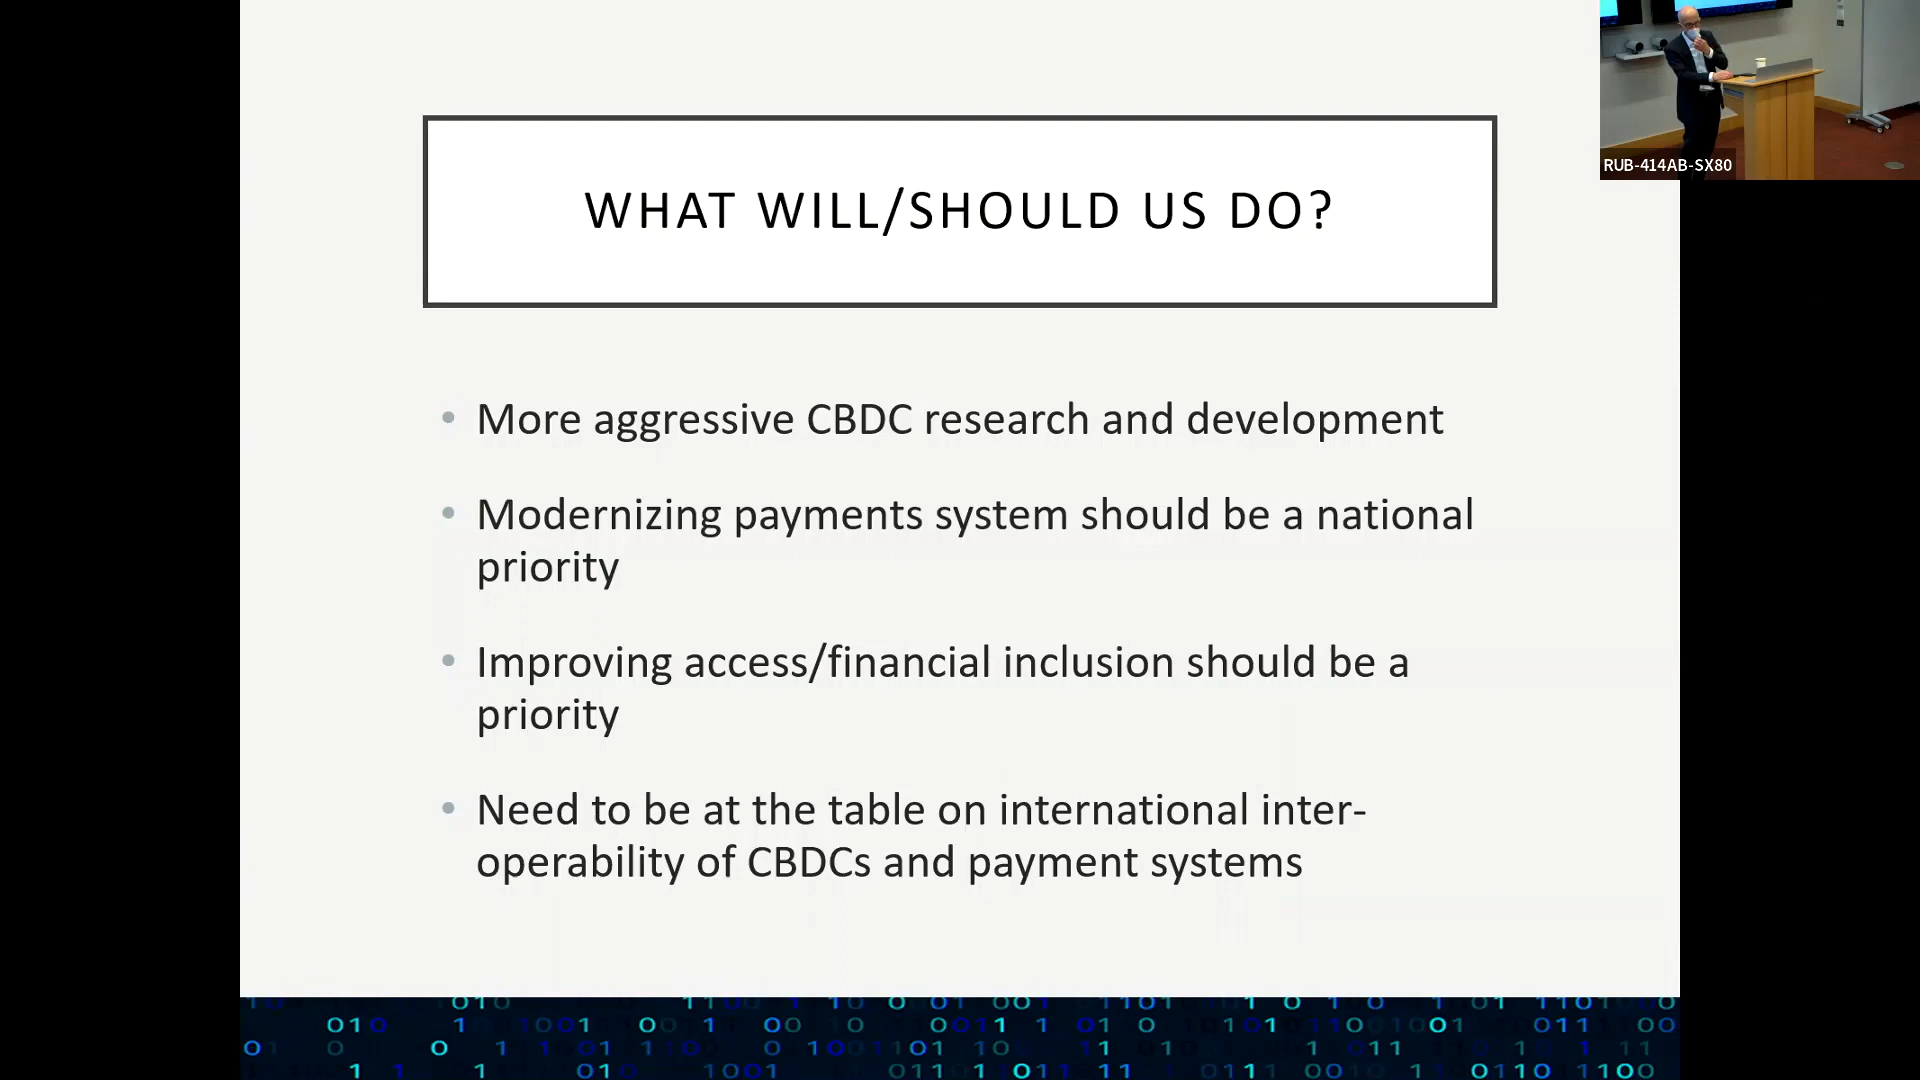 WHAT WILL/SHOULD US DO?
RUB-414AB-SX80
• More aggressive CBDC research and development
• Modernizing payments system should be a national
priority
• Improving access/financial inclusion should be a
priority
• Need to be at the table on international inter-
operability of CBDCs and payment systems